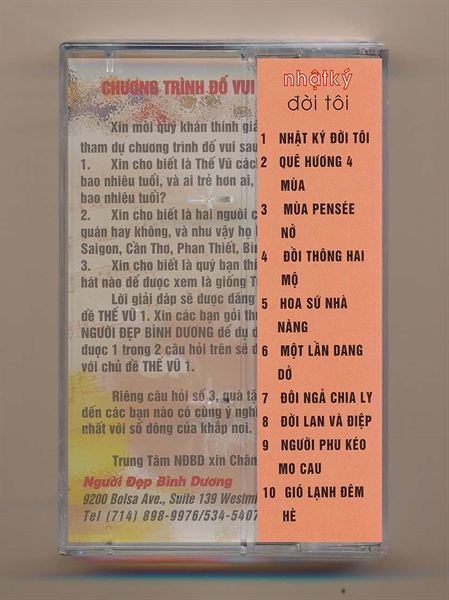 CHƯƠNG TRÌNH ĐỐ VUI
Xin mời quý khán thính giả
tham dự chương trình đố vui sau
1. Xin cho biết là Thế Vũ các
bao nhiêu tuổi, và ai trẻ hơn ai,
bao nhiêu tuổi?
2. Xin cho biết là hai người c
quán hay không, và như vậy họ
Saigon, Cần Thơ, Phan Thiết, Bìn
3. Xin cho biết là quý bạn thí
hát nào để được xem là giống T
Lời giải đáp sẽ được đăng
đề THẾ VŨ 1. Xin các bạn gói thư
NGƯỜI ĐẸP BÌNH DƯƠNG để dự đ
được 1 trong 2 câu hỏi trên sẽ đ
với chủ đề THẾ VŨ 1.
Riêng câu hỏi số 3, quà tặ
đến các bạn nào có cùng ý nghĩ
nhất với số đông của khắp nơi.
Trung Tâm NĐBD xin Chân
Người Đẹp Bình Dương
9200 Bolsa Ave., Suite 139 Westmi
Tel (714) 898-9976/534-5407
nhật ký
đời tôi
1 NHẬT KÝ ĐỜI TÔI
2 QUÊ HƯƠNG 4
MÙA
3 MÙA PENSÉE
NỞ
4 ĐỒI THÔNG HAI
MỘ
5 HOA SỨ NHÀ
NÀNG
6 MỘT LẦN DANG
DỞ
7 ĐÔI NGẢ CHIA LY
8 ĐỜI LAN VÀ ĐIỆP
9 NGƯỜI PHU KÉO
MO CAU
10 GIÓ LẠNH ĐÊM
HÈ